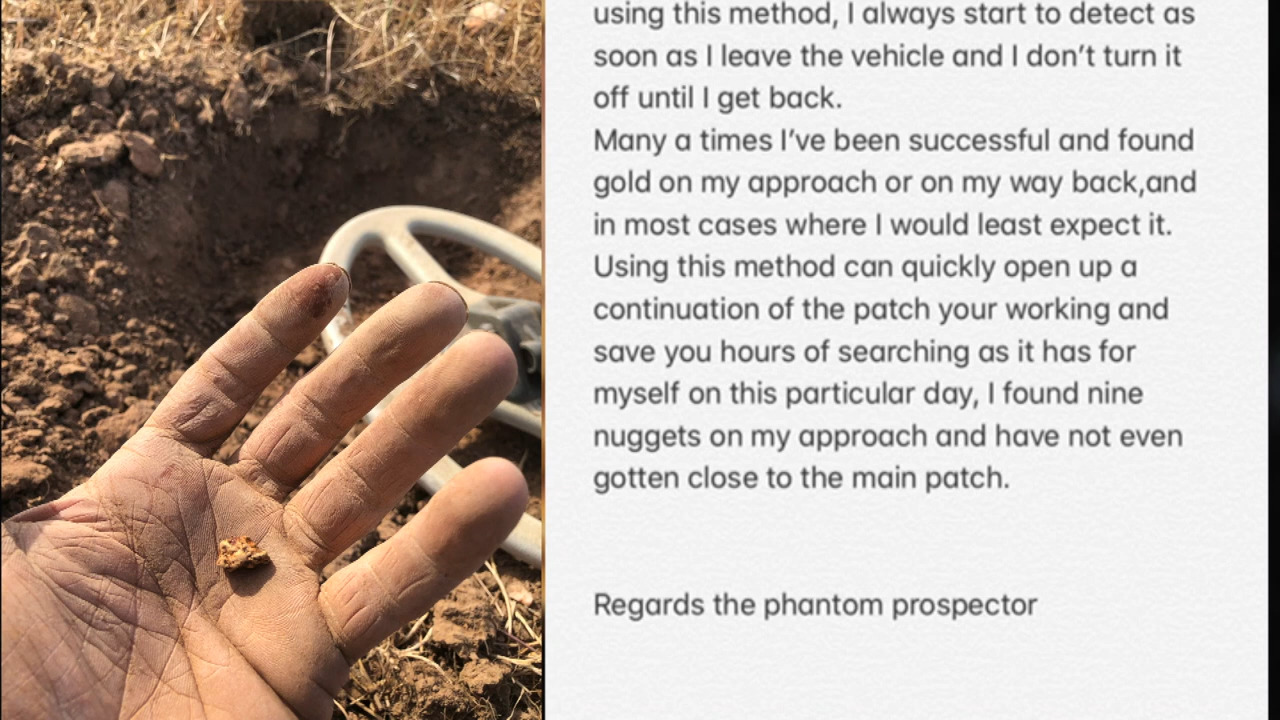 using this method, I always start to detect as
soon as I leave the vehicle and I don’t turn it
off until I get back.
Many a times I’ve been successful and found
gold on my approach or on my way back,and
in most cases where I would least expect it.
Using this method can quickly open up a
continuation of the patch your working and
save you hours of searching as it has for
myself on this particular day, I found nine
nuggets on my approach and have not even
gotten close to the main patch.
Regards the phantom prospector